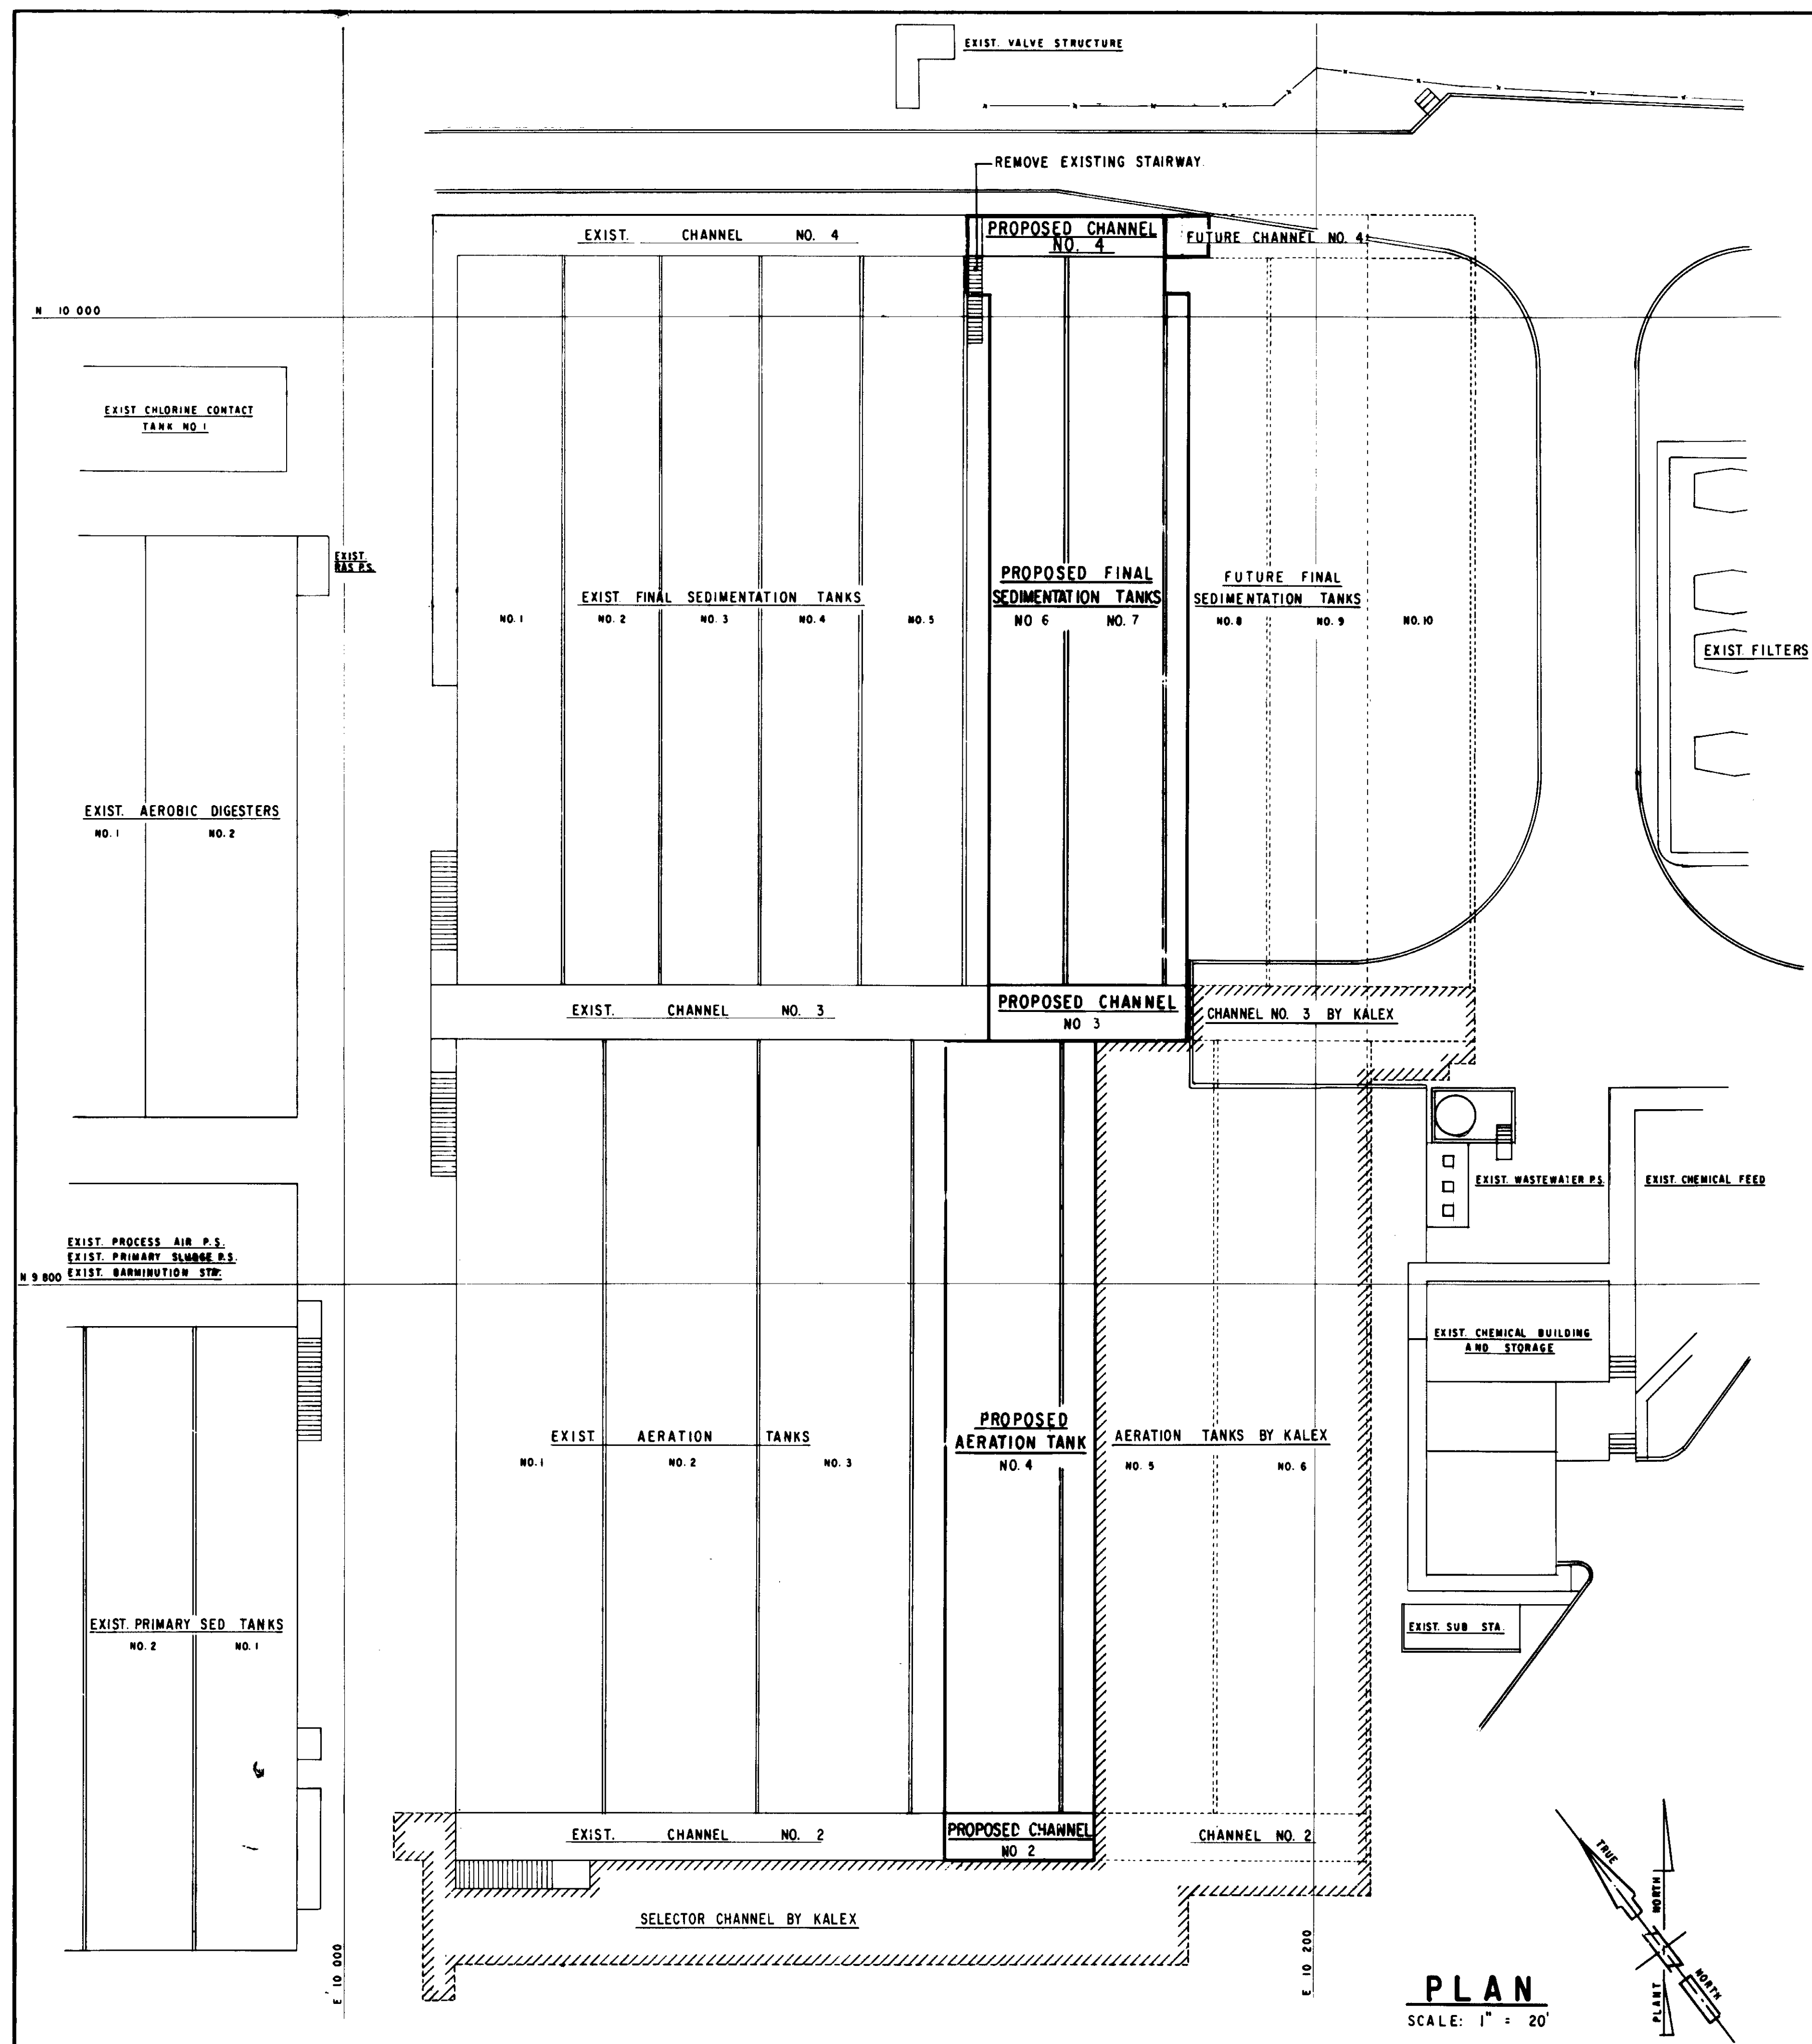 EXIST. VALVE STRUCTURE
REMOVE EXISTING STAIRWAY.
EXIST. CHANNEL NO. 4
PROPOSED CHANNEL
NO. 4
FUTURE CHANNEL NO. 4
N 10 000
EXIST CHLORINE CONTACT
TANK NO 1
EXIST.
RAS P.S.
EXIST. FINAL SEDIMENTATION TANKS
NO. 1
NO. 2
NO. 3
NO. 4
NO. 5
PROPOSED FINAL
SEDIMENTATION TANKS
NO 6 NO. 7
FUTURE FINAL
SEDIMENTATION TANKS
NO. 8 NO. 9 NO. 10
EXIST. FILTERS
EXIST. AEROBIC DIGESTERS
NO. 1 NO. 2
EXIST. CHANNEL NO. 3
PROPOSED CHANNEL
NO 3
CHANNEL NO. 3 BY KALEX
EXIST. WASTEWATER P.S.
EXIST. CHEMICAL FEED
EXIST. PROCESS AIR P.S.
EXIST. PRIMARY SLUDGE P.S.
EXIST. BARMINUTION STA.
N 9 800
EXIST. CHEMICAL BUILDING
AND STORAGE
EXIST. AERATION TANKS
NO. 1 NO. 2 NO. 3
PROPOSED
AERATION TANK
NO. 4
AERATION TANKS BY KALEX
NO. 5 NO. 6
EXIST. PRIMARY SED TANKS
NO. 2 NO. 1
EXIST. SUB STA.
EXIST. CHANNEL NO. 2
PROPOSED CHANNEL
NO 2
CHANNEL NO. 2
SELECTOR CHANNEL BY KALEX
E 10 000
E 10 200
PLAN
SCALE: 1" = 20'
TRUE
NORTH
PLANT
NORTH